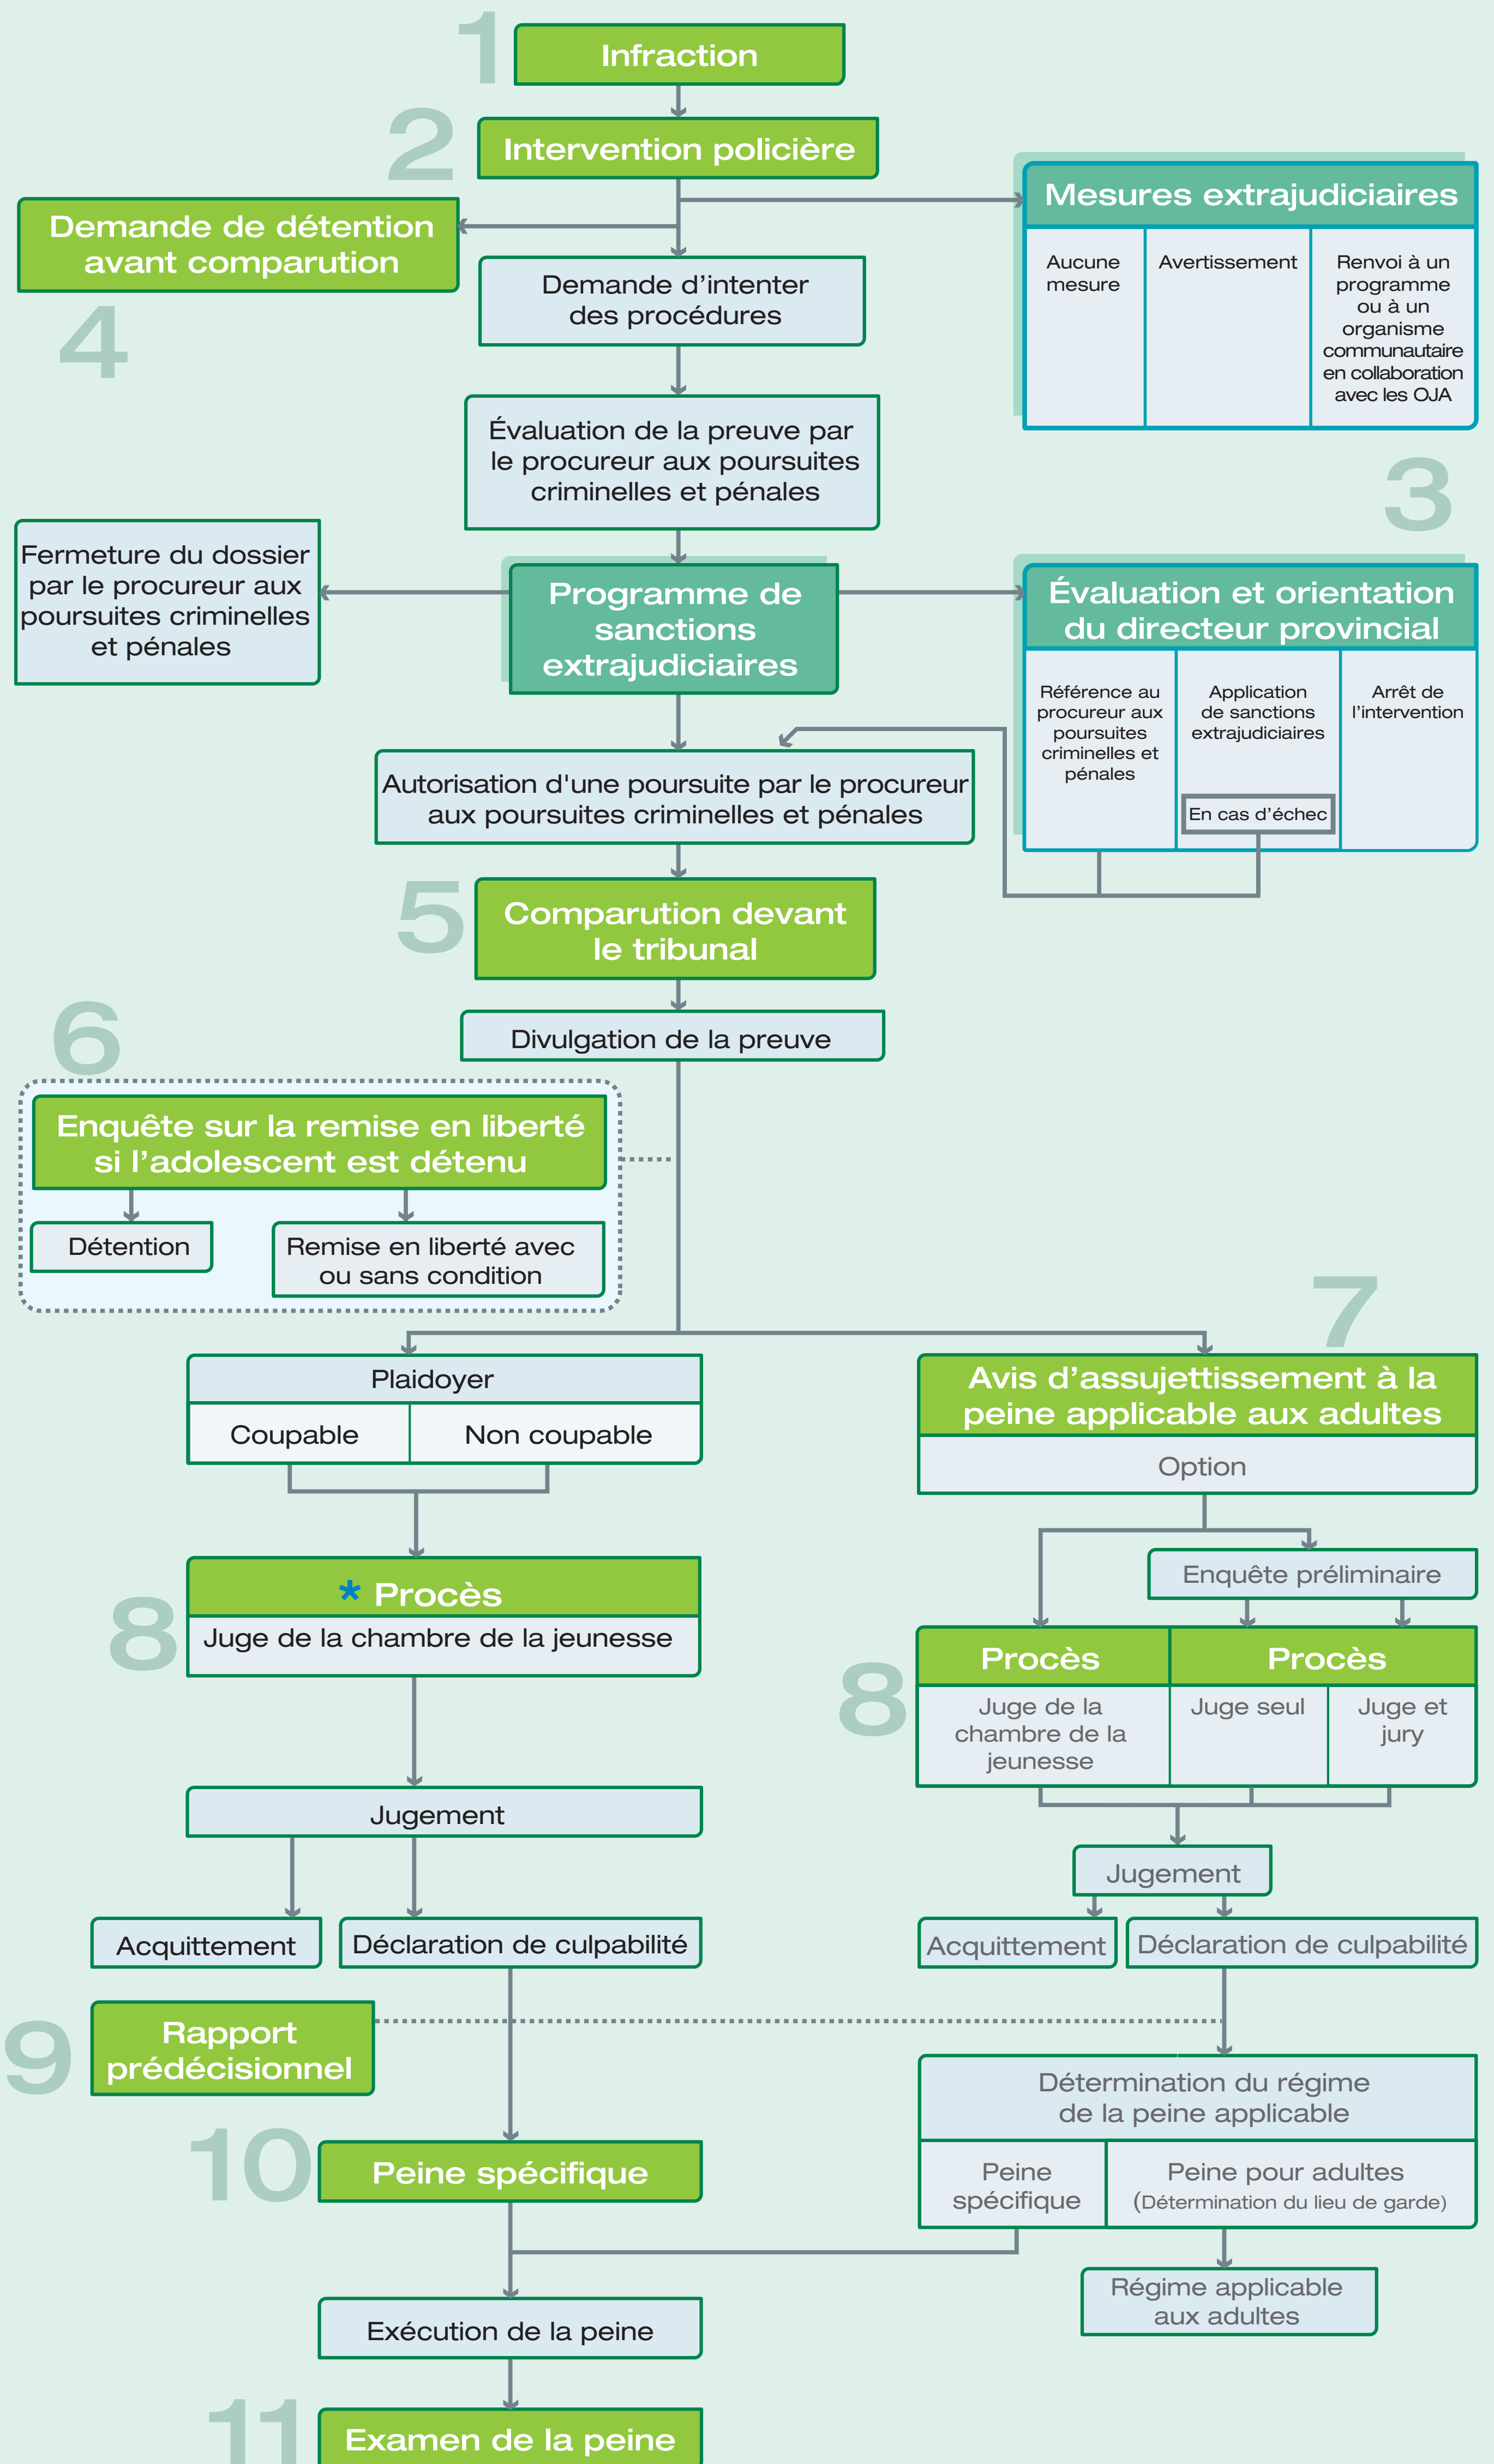 1
Infraction
2
Intervention policière
Mesures extrajudiciaires
Aucune
mesure
Avertissement
Renvoi à un
programme
ou à un
organisme
communautaire
en collaboration
avec les OJA
Demande de détention
avant comparution
4
Demande d’intenter
des procédures
Évaluation de la preuve par
le procureur aux poursuites
criminelles et pénales
3
Fermeture du dossier
par le procureur aux
poursuites criminelles
et pénales
Programme de
sanctions
extrajudiciaires
Évaluation et orientation
du directeur provincial
Référence au
procureur aux
poursuites
criminelles et
pénales
Application
de sanctions
extrajudiciaires
En cas d’échec
Arrêt de
l’intervention
Autorisation d'une poursuite par le procureur
aux poursuites criminelles et pénales
5
Comparution devant
le tribunal
Divulgation de la preuve
6
Enquête sur la remise en liberté
si l’adolescent est détenu
Détention
Remise en liberté avec
ou sans condition
7
Plaidoyer
Coupable
Non coupable
Avis d’assujettissement à la
peine applicable aux adultes
Option
Enquête préliminaire
8
* Procès
Juge de la chambre de la jeunesse
8
Procès
Juge de la
chambre de la
jeunesse
Procès
Juge seul
Juge et
jury
Jugement
Acquittement
Déclaration de culpabilité
Jugement
Acquittement
Déclaration de culpabilité
9
Rapport
prédécisionnel
Détermination du régime
de la peine applicable
Peine
spécifique
Peine pour adultes
(Détermination du lieu de garde)
10
Peine spécifique
Régime applicable
aux adultes
Exécution de la peine
11
Examen de la peine